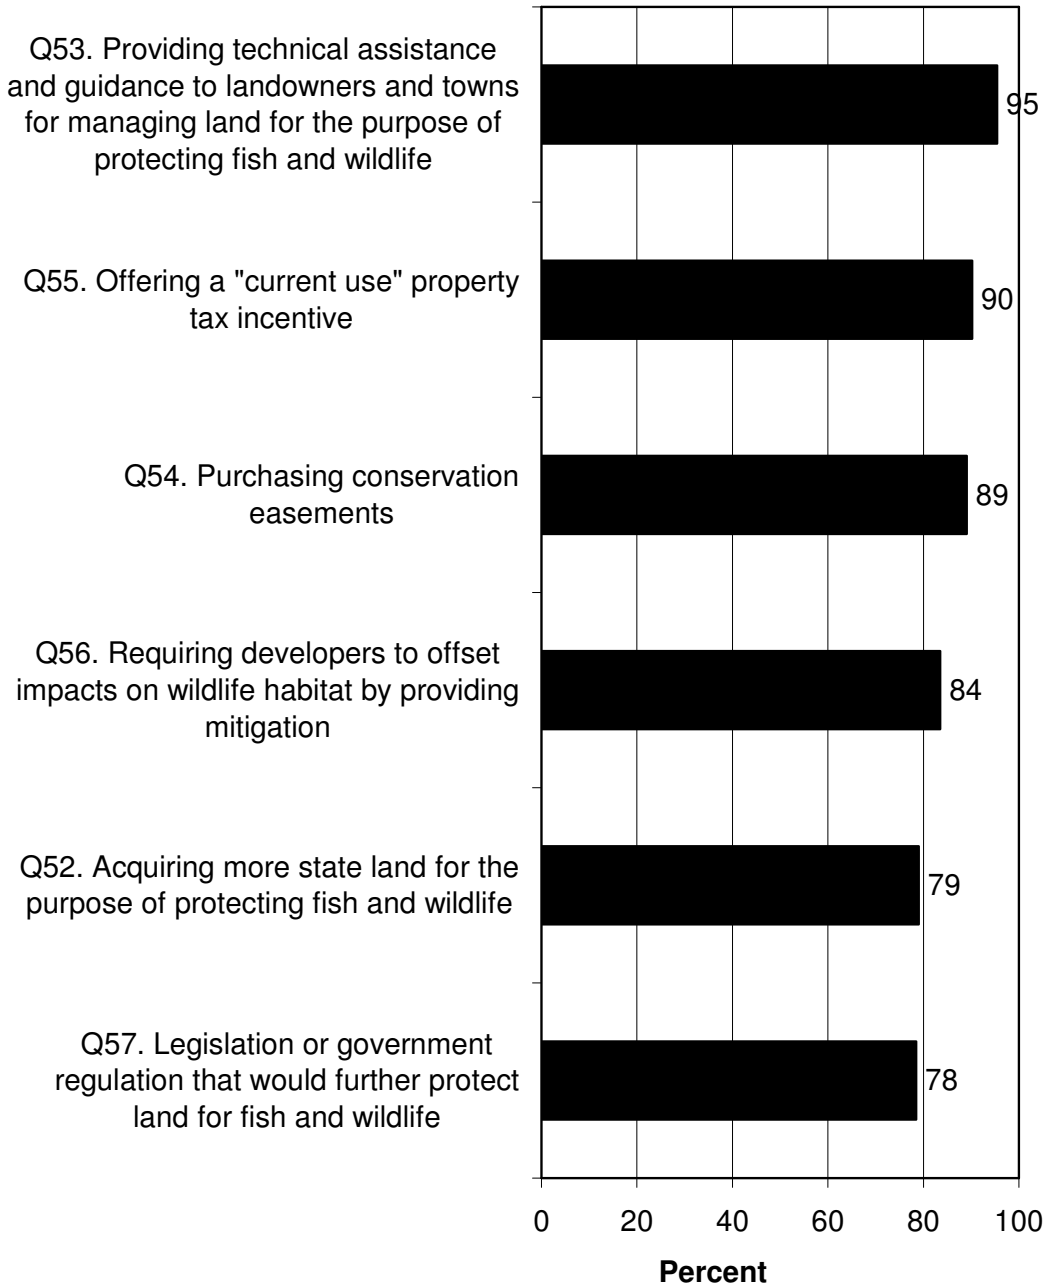 Q53. Providing technical assistance
and guidance to landowners and towns
for managing land for the purpose of
protecting fish and wildlife
95
Q55. Offering a "current use" property
tax incentive
90
Q54. Purchasing conservation
easements
89
Q56. Requiring developers to offset
impacts on wildlife habitat by providing
mitigation
84
Q52. Acquiring more state land for the
purpose of protecting fish and wildlife
79
Q57. Legislation or government
regulation that would further protect
land for fish and wildlife
78
0 20 40 60 80 100
Percent